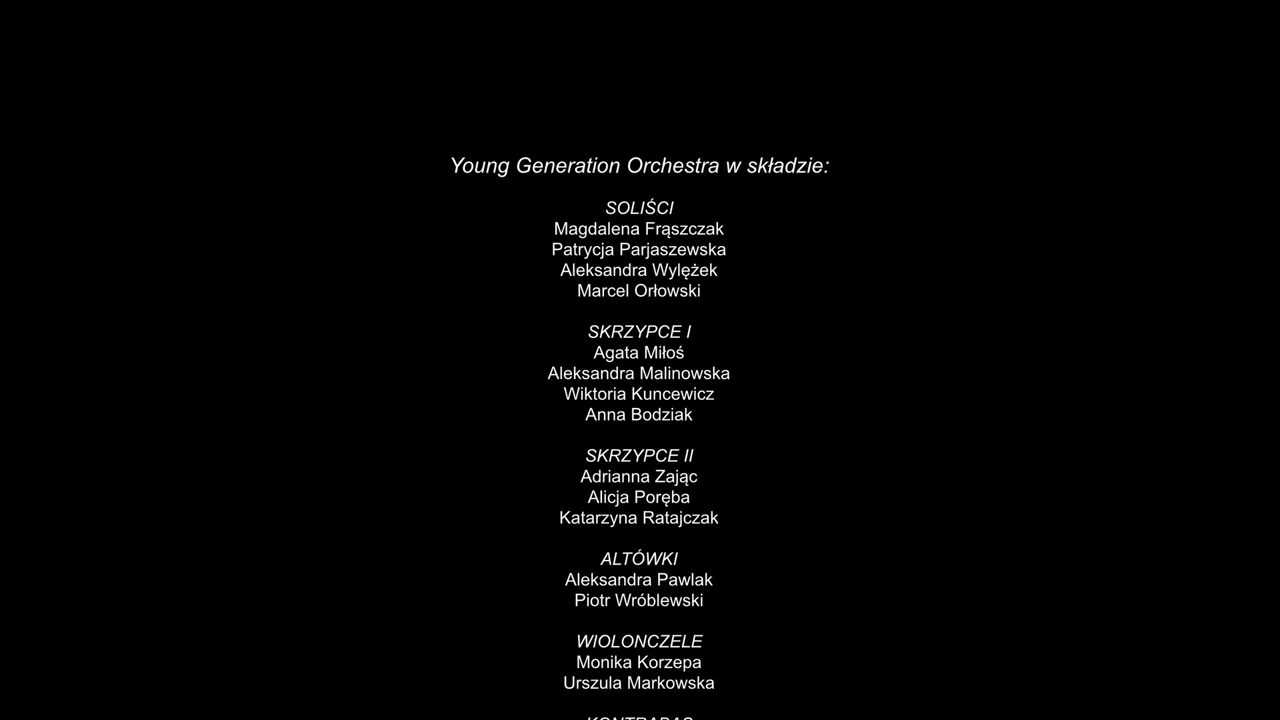 Young Generation Orchestra w składzie:
SOLIŚCI
Magdalena Frąszczak
Patrycja Parjaszewska
Aleksandra Wylężek
Marcel Orłowski
SKRZYPCE I
Agata Miłoś
Aleksandra Malinowska
Wiktoria Kuncewicz
Anna Bodziak
SKRZYPCE II
Adrianna Zając
Alicja Poręba
Katarzyna Ratajczak
ALTÓWKI
Aleksandra Pawlak
Piotr Wróblewski
WIOLONCZELE
Monika Korzepa
Urszula Markowska
KONTRABAS